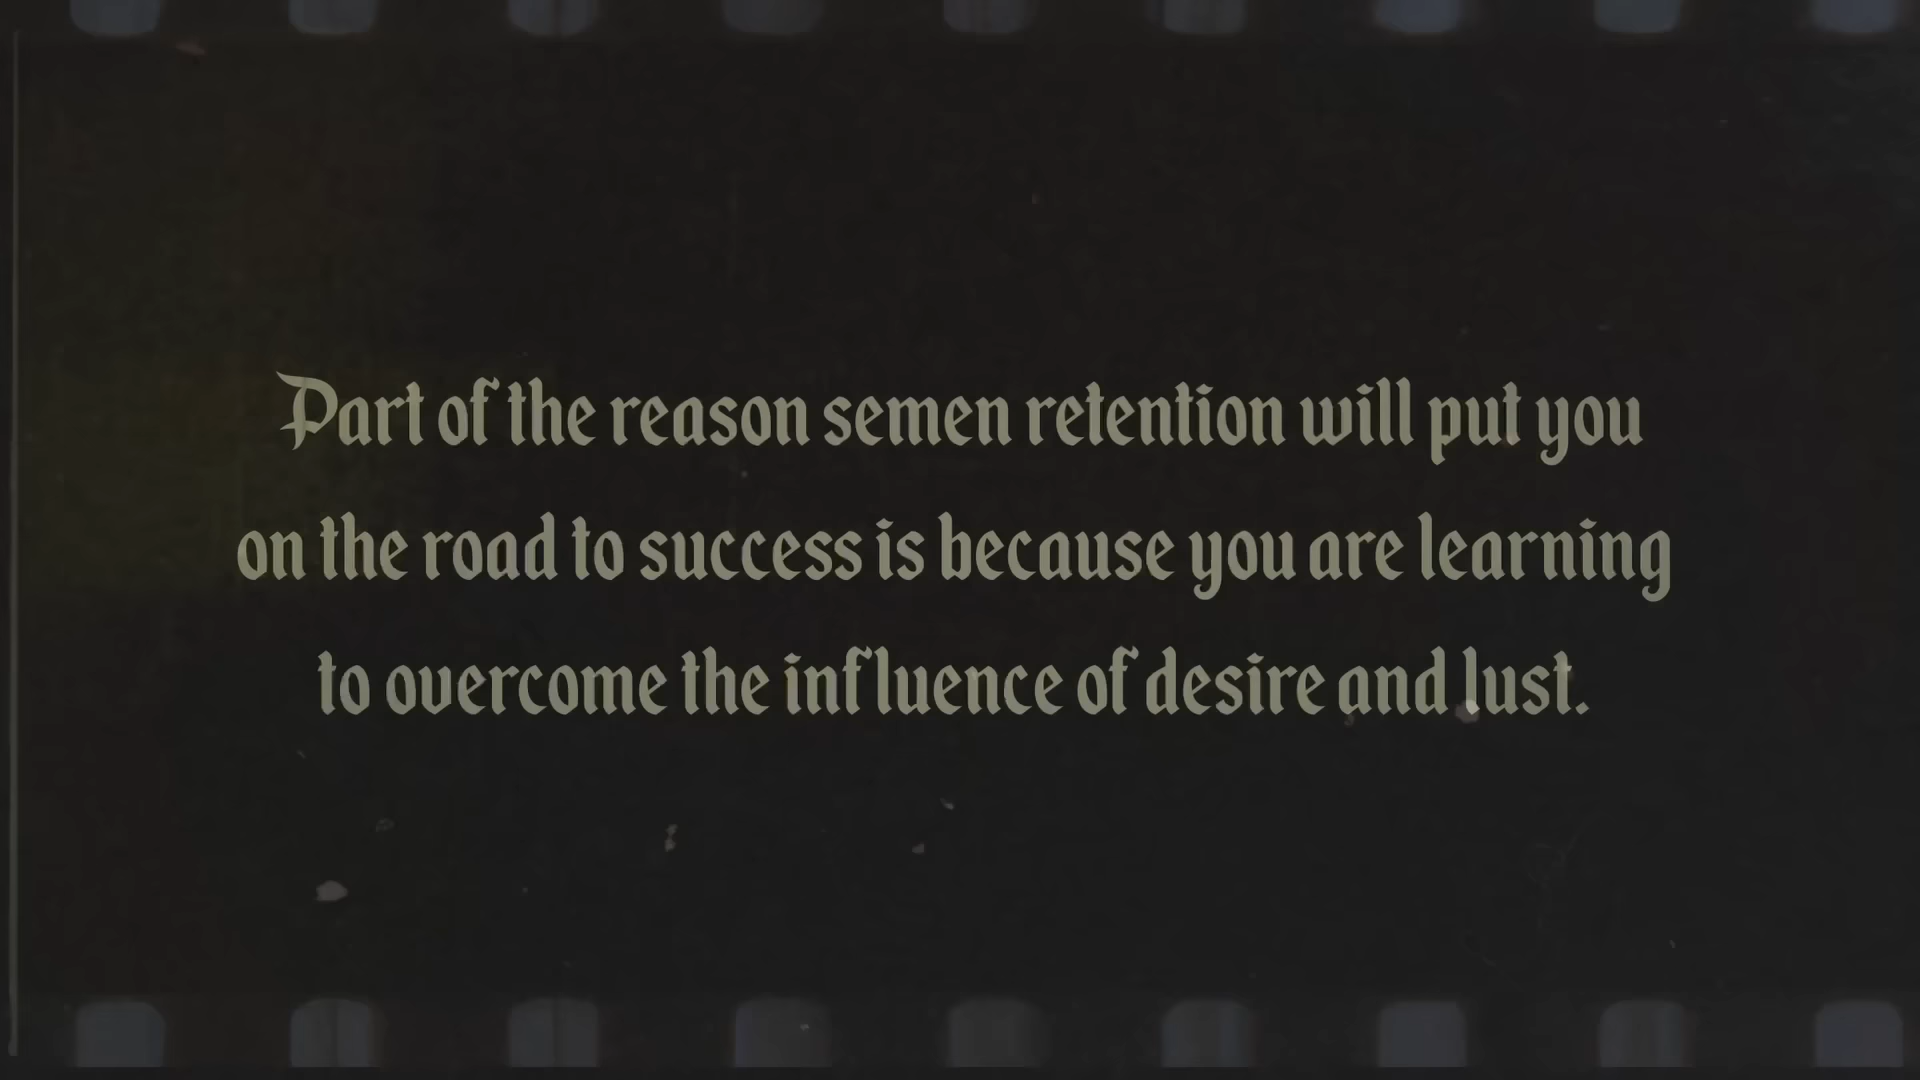 Part of the reason semen retention will put you
on the road to success is because you are learning
to overcome the influence of desire and lust.